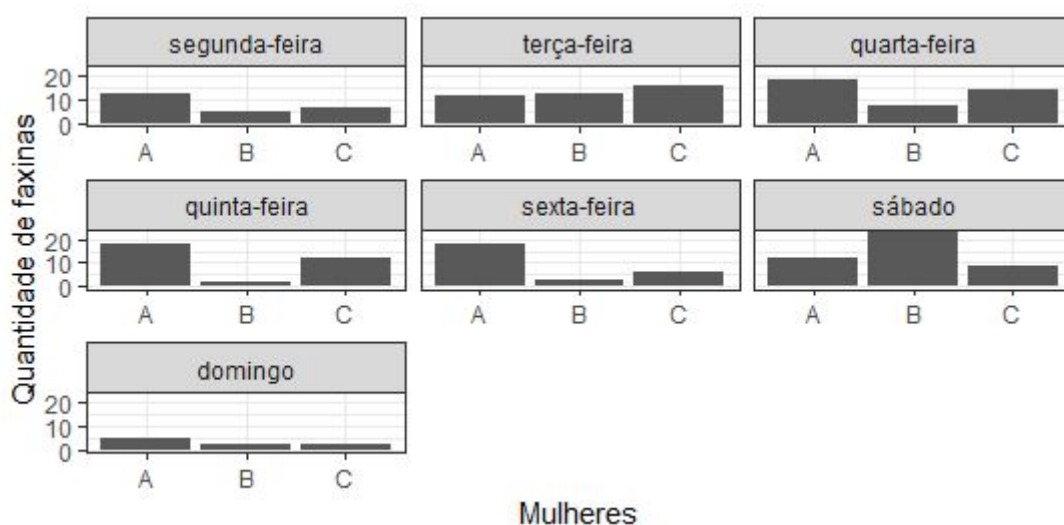 segunda-feira terça-feira quarta-feira
20
10
0
A B C A B C A B C
quinta-feira sexta-feira sábado
20
10
0
A B C A B C A B C
domingo
20
10
0
A B C
Quantidade de faxinas
Mulheres